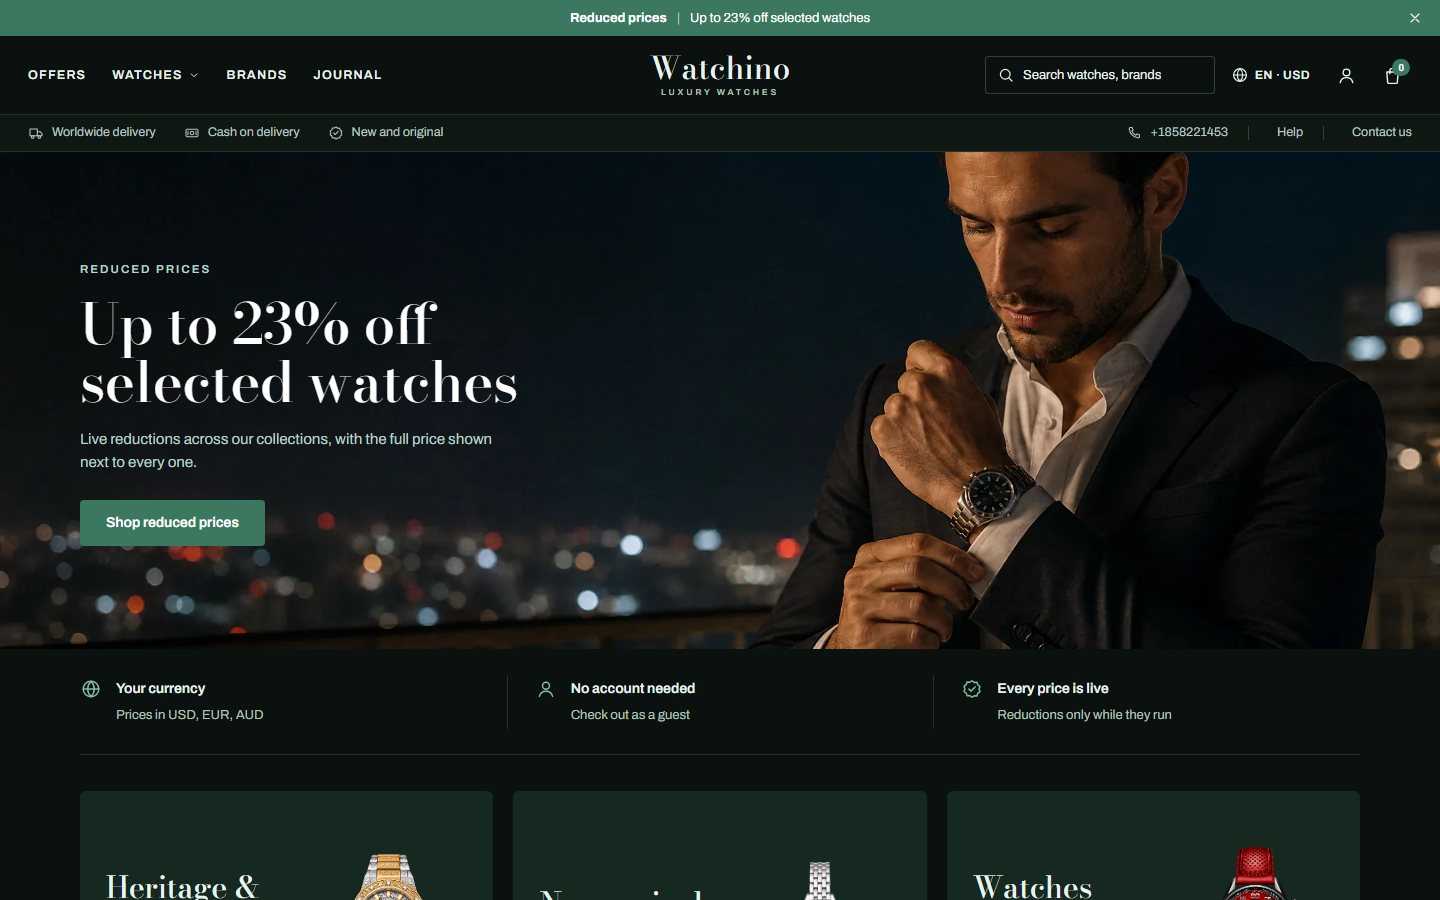 Reduced prices | Up to 23% off selected watches
OFFERS WATCHES BRANDS JOURNAL
Watchino
LUXURY WATCHES
Search watches, brands
EN · USD
0
Worldwide delivery Cash on delivery New and original
+1858221453 Help Contact us
REDUCED PRICES
Up to 23% off
selected watches
Live reductions across our collections, with the full price shown
next to every one.
Shop reduced prices
Your currency
Prices in USD, EUR, AUD
No account needed
Check out as a guest
Every price is live
Reductions only while they run
Heritage &
Watches